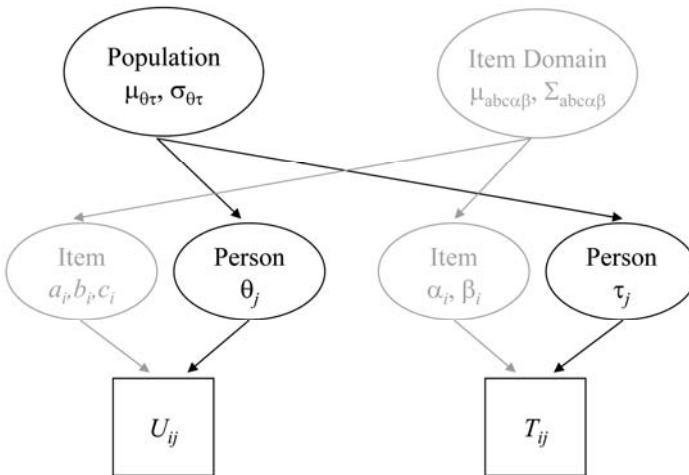 Population
μθτ, σθτ
Item Domain
μabcαβ, Σabcαβ
Item
ai,bi,ci
Person
θj
Item
αi, βi
Person
τj
Uij
Tij